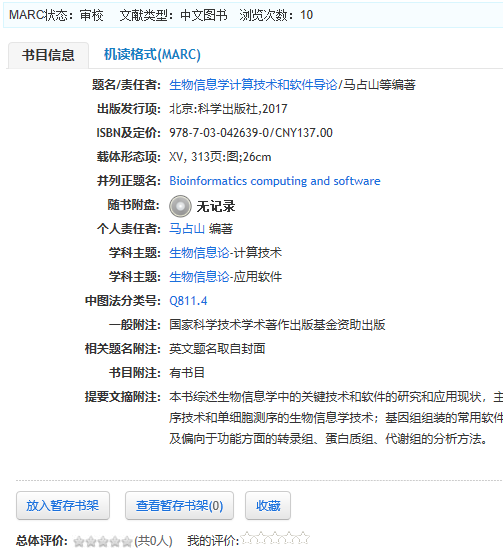 MARC状态：审核 文献类型：中文图书 浏览次数：10
书目信息 机读格式(MARC)
题名/责任者: 生物信息学计算技术和软件导论/马占山等编著
出版发行项: 北京:科学出版社,2017
ISBN及定价: 978-7-03-042639-0/CNY137.00
载体形态项: XV, 313页:图;26cm
并列正题名: Bioinformatics computing and software
随书附盘: 无记录
个人责任者: 马占山 编著
学科主题: 生物信息论-计算技术
学科主题: 生物信息论-应用软件
中图法分类号: Q811.4
一般附注: 国家科学技术学术著作出版基金资助出版
相关题名附注: 英文题名取自封面
书目附注: 有书目
提要文摘附注: 本书综述生物信息学中的关键技术和软件的研究和应用现状，主
序技术和单细胞测序的生物信息学技术；基因组组装的常用软件
及偏向于功能方面的转录组、蛋白质组、代谢组的分析方法。
放入暂存书架 查看暂存书架(0) 收藏
总体评价: (共0人) 我的评价: